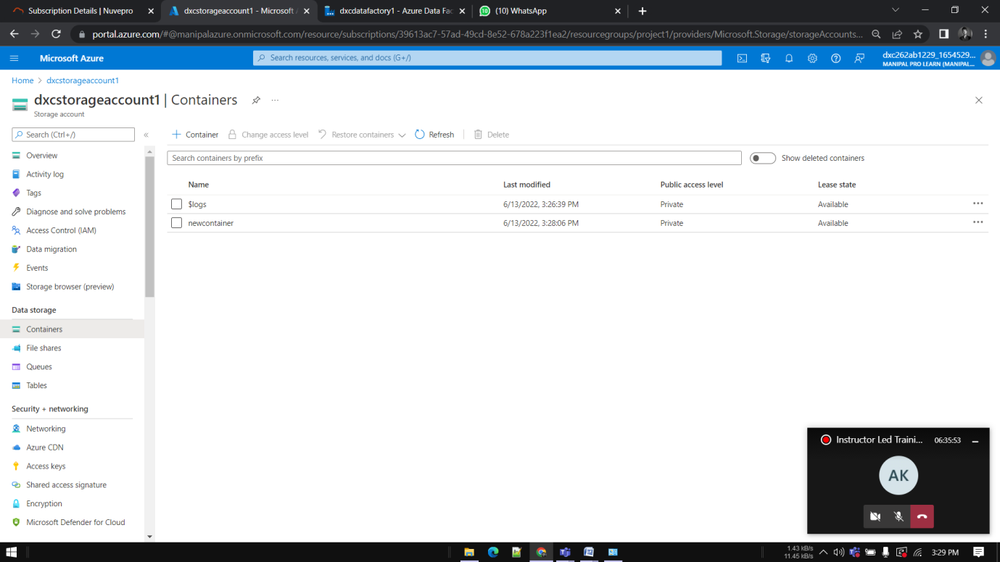 Subscription Details | Nuvepro
dxcstorageaccount1 - Microsoft A
dxcdatafactory1 - Azure Data Fac
(10) WhatsApp
portal.azure.com/#@manipalazure.onmicrosoft.com/resource/subscriptions/39613ac7-57ad-49cd-8e52-678a223f1ea2/resourcegroups/project1/providers/Microsoft.Storage/storageAccounts...
Microsoft Azure
Search resources, services, and docs (G+/)
dxc262ab1229_1654529...
MANIPAL PRO LEARN (MANIPAL...
Home > dxcstorageaccount1
dxcstorageaccount1 | Containers
Storage account
Search (Ctrl+/)
«
Overview
Activity log
Tags
Diagnose and solve problems
Access Control (IAM)
Data migration
Events
Storage browser (preview)
Data storage
Containers
File shares
Queues
Tables
Security + networking
Networking
Azure CDN
Access keys
Shared access signature
Encryption
Microsoft Defender for Cloud
Container Change access level Restore containers Refresh Delete
Search containers by prefix
Show deleted containers
Name Last modified Public access level Lease state
$logs 6/13/2022, 3:26:39 PM Private Available
newcontainer 6/13/2022, 3:28:06 PM Private Available
Instructor Led Traini... 06:35:53
AK
1.43 kB/s
11.45 kB/s
3:29 PM